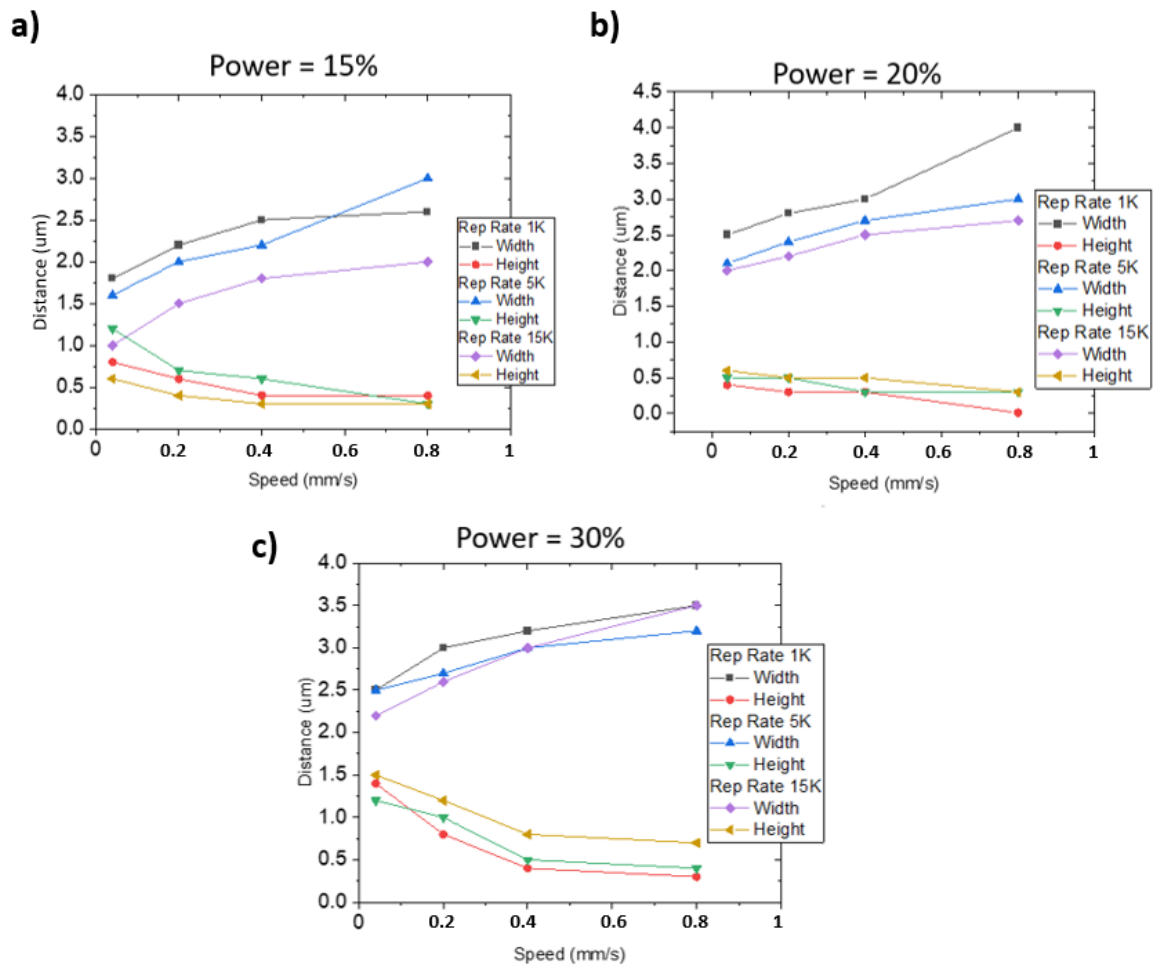 a)
Power = 15%
4.0
3.5
3.0
2.5
2.0
1.5
1.0
0.5
0.0
Distance (um)
0 0.2 0.4 0.6 0.8 1
Speed (mm/s)
Rep Rate 1K
Width
Height
Rep Rate 5K
Width
Height
Rep Rate 15K
Width
Height
b)
Power = 20%
4.5
4.0
3.5
3.0
2.5
2.0
1.5
1.0
0.5
0.0
Distance (um)
0 0.2 0.4 0.6 0.8 1
Speed (mm/s)
Rep Rate 1K
Width
Height
Rep Rate 5K
Width
Height
Rep Rate 15K
Width
Height
c)
Power = 30%
4.0
3.5
3.0
2.5
2.0
1.5
1.0
0.5
0.0
Distance (um)
0 0.2 0.4 0.6 0.8 1
Speed (mm/s)
Rep Rate 1K
Width
Height
Rep Rate 5K
Width
Height
Rep Rate 15K
Width
Height